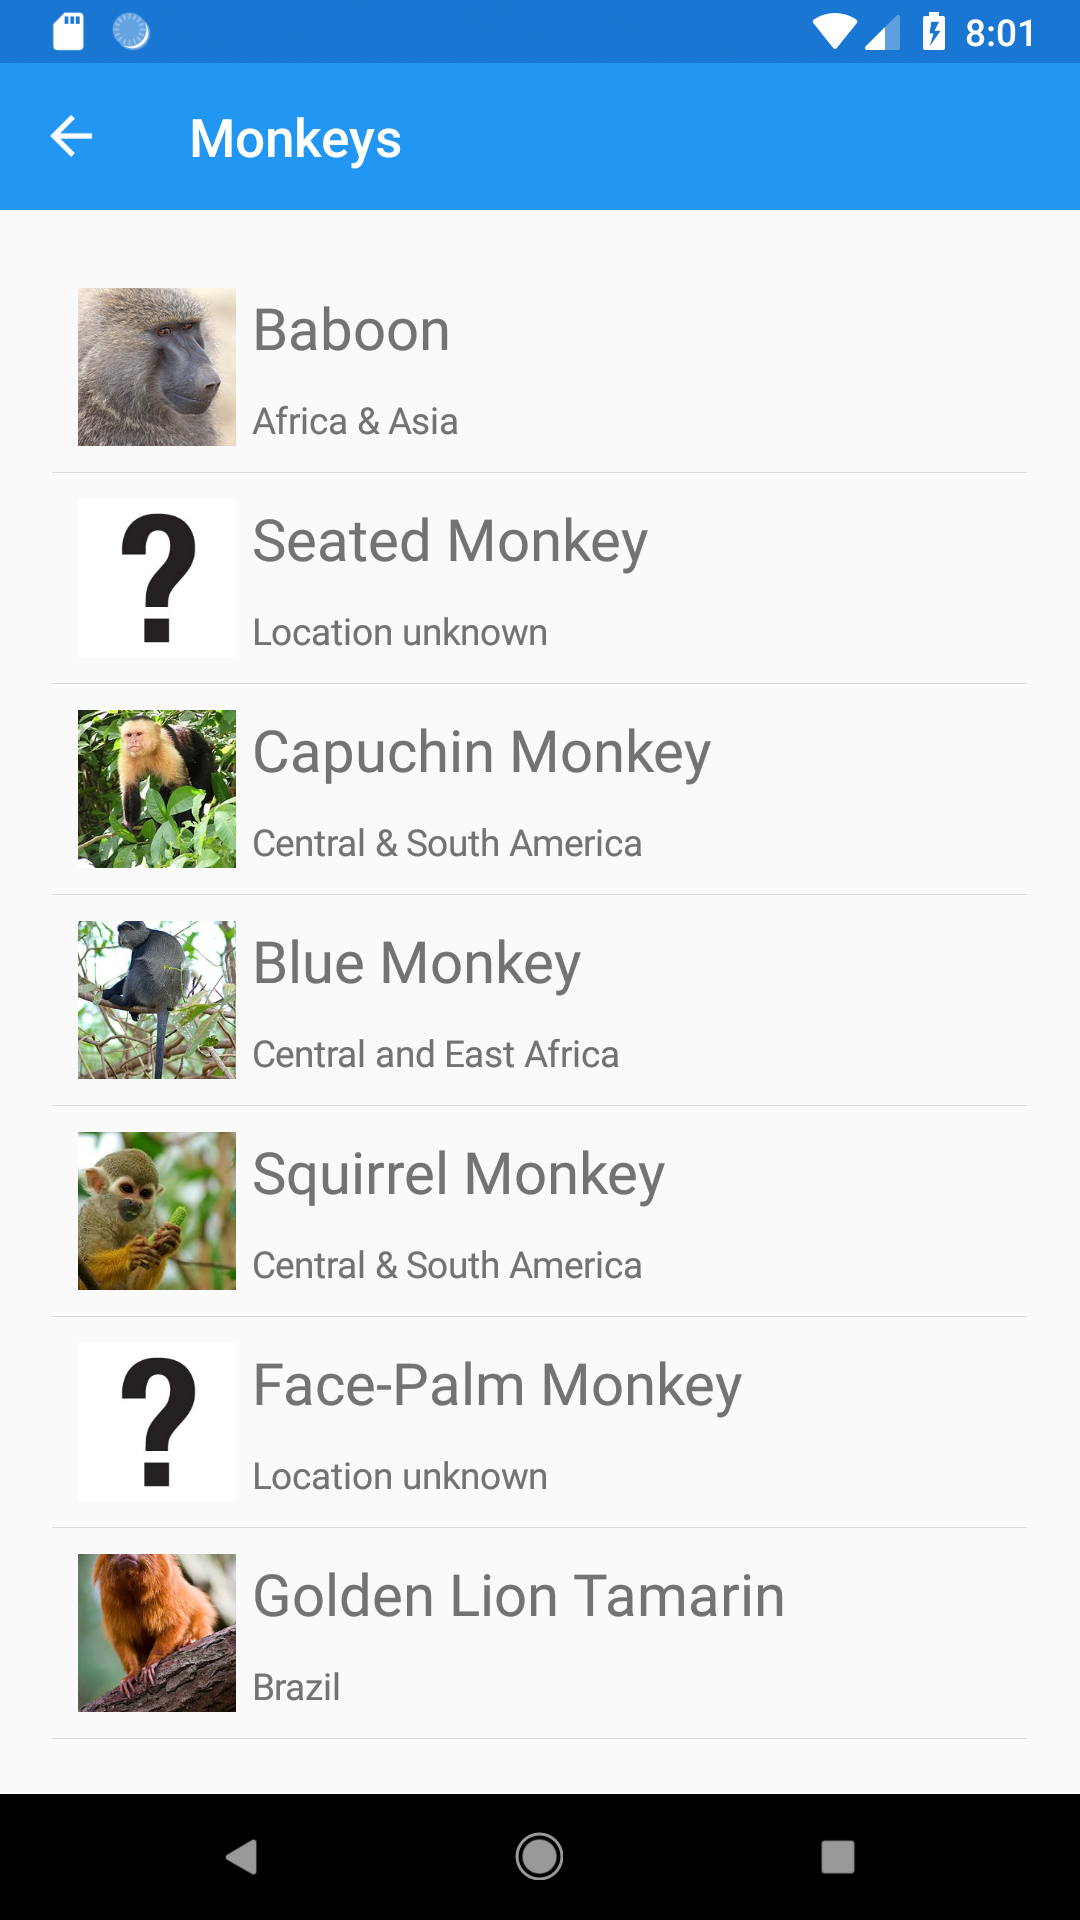 8:01
Monkeys
Baboon
Africa & Asia
?
Seated Monkey
Location unknown
Capuchin Monkey
Central & South America
Blue Monkey
Central and East Africa
Squirrel Monkey
Central & South America
?
Face-Palm Monkey
Location unknown
Golden Lion Tamarin
Brazil